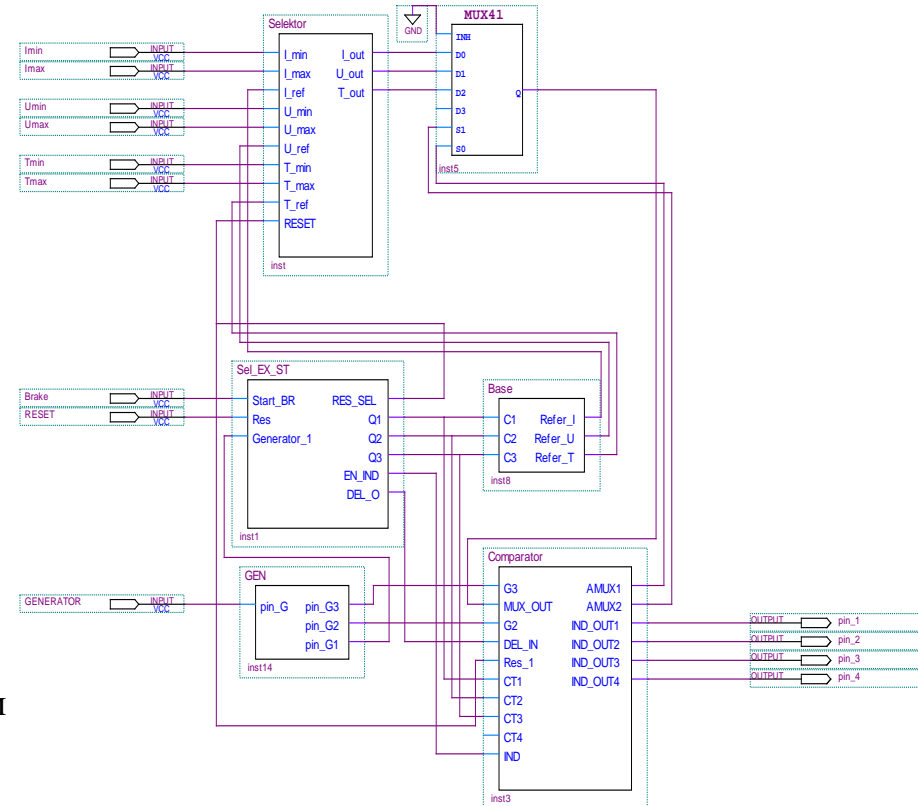 Selektor
I_min
I_max
I_ref
U_min
U_max
U_ref
T_min
T_max
T_ref
RESET
I_out
U_out
T_out
inst
GND
MUX41
INH
D0
D1
D2
D3
S1
S0
Q
inst5
Imin INPUT VCC
Imax INPUT VCC
Umin INPUT VCC
Umax INPUT VCC
Tmin INPUT VCC
Tmax INPUT VCC
Brake INPUT VCC
RESET INPUT VCC
Sel_EX_ST
Start_BR
Res
Generator_1
RES_SEL
Q1
Q2
Q3
EN_IND
DEL_O
inst1
Base
C1
C2
C3
Refer_I
Refer_U
Refer_T
inst8
GENERATOR INPUT VCC
GEN
pin_G
pin_G3
pin_G2
pin_G1
inst14
Comparator
G3
MUX_OUT
G2
DEL_IN
Res_1
CT1
CT2
CT3
CT4
IND
AMUX1
AMUX2
IND_OUT1
IND_OUT2
IND_OUT3
IND_OUT4
inst3
OUTPUT pin_1
OUTPUT pin_2
OUTPUT pin_3
OUTPUT pin_4